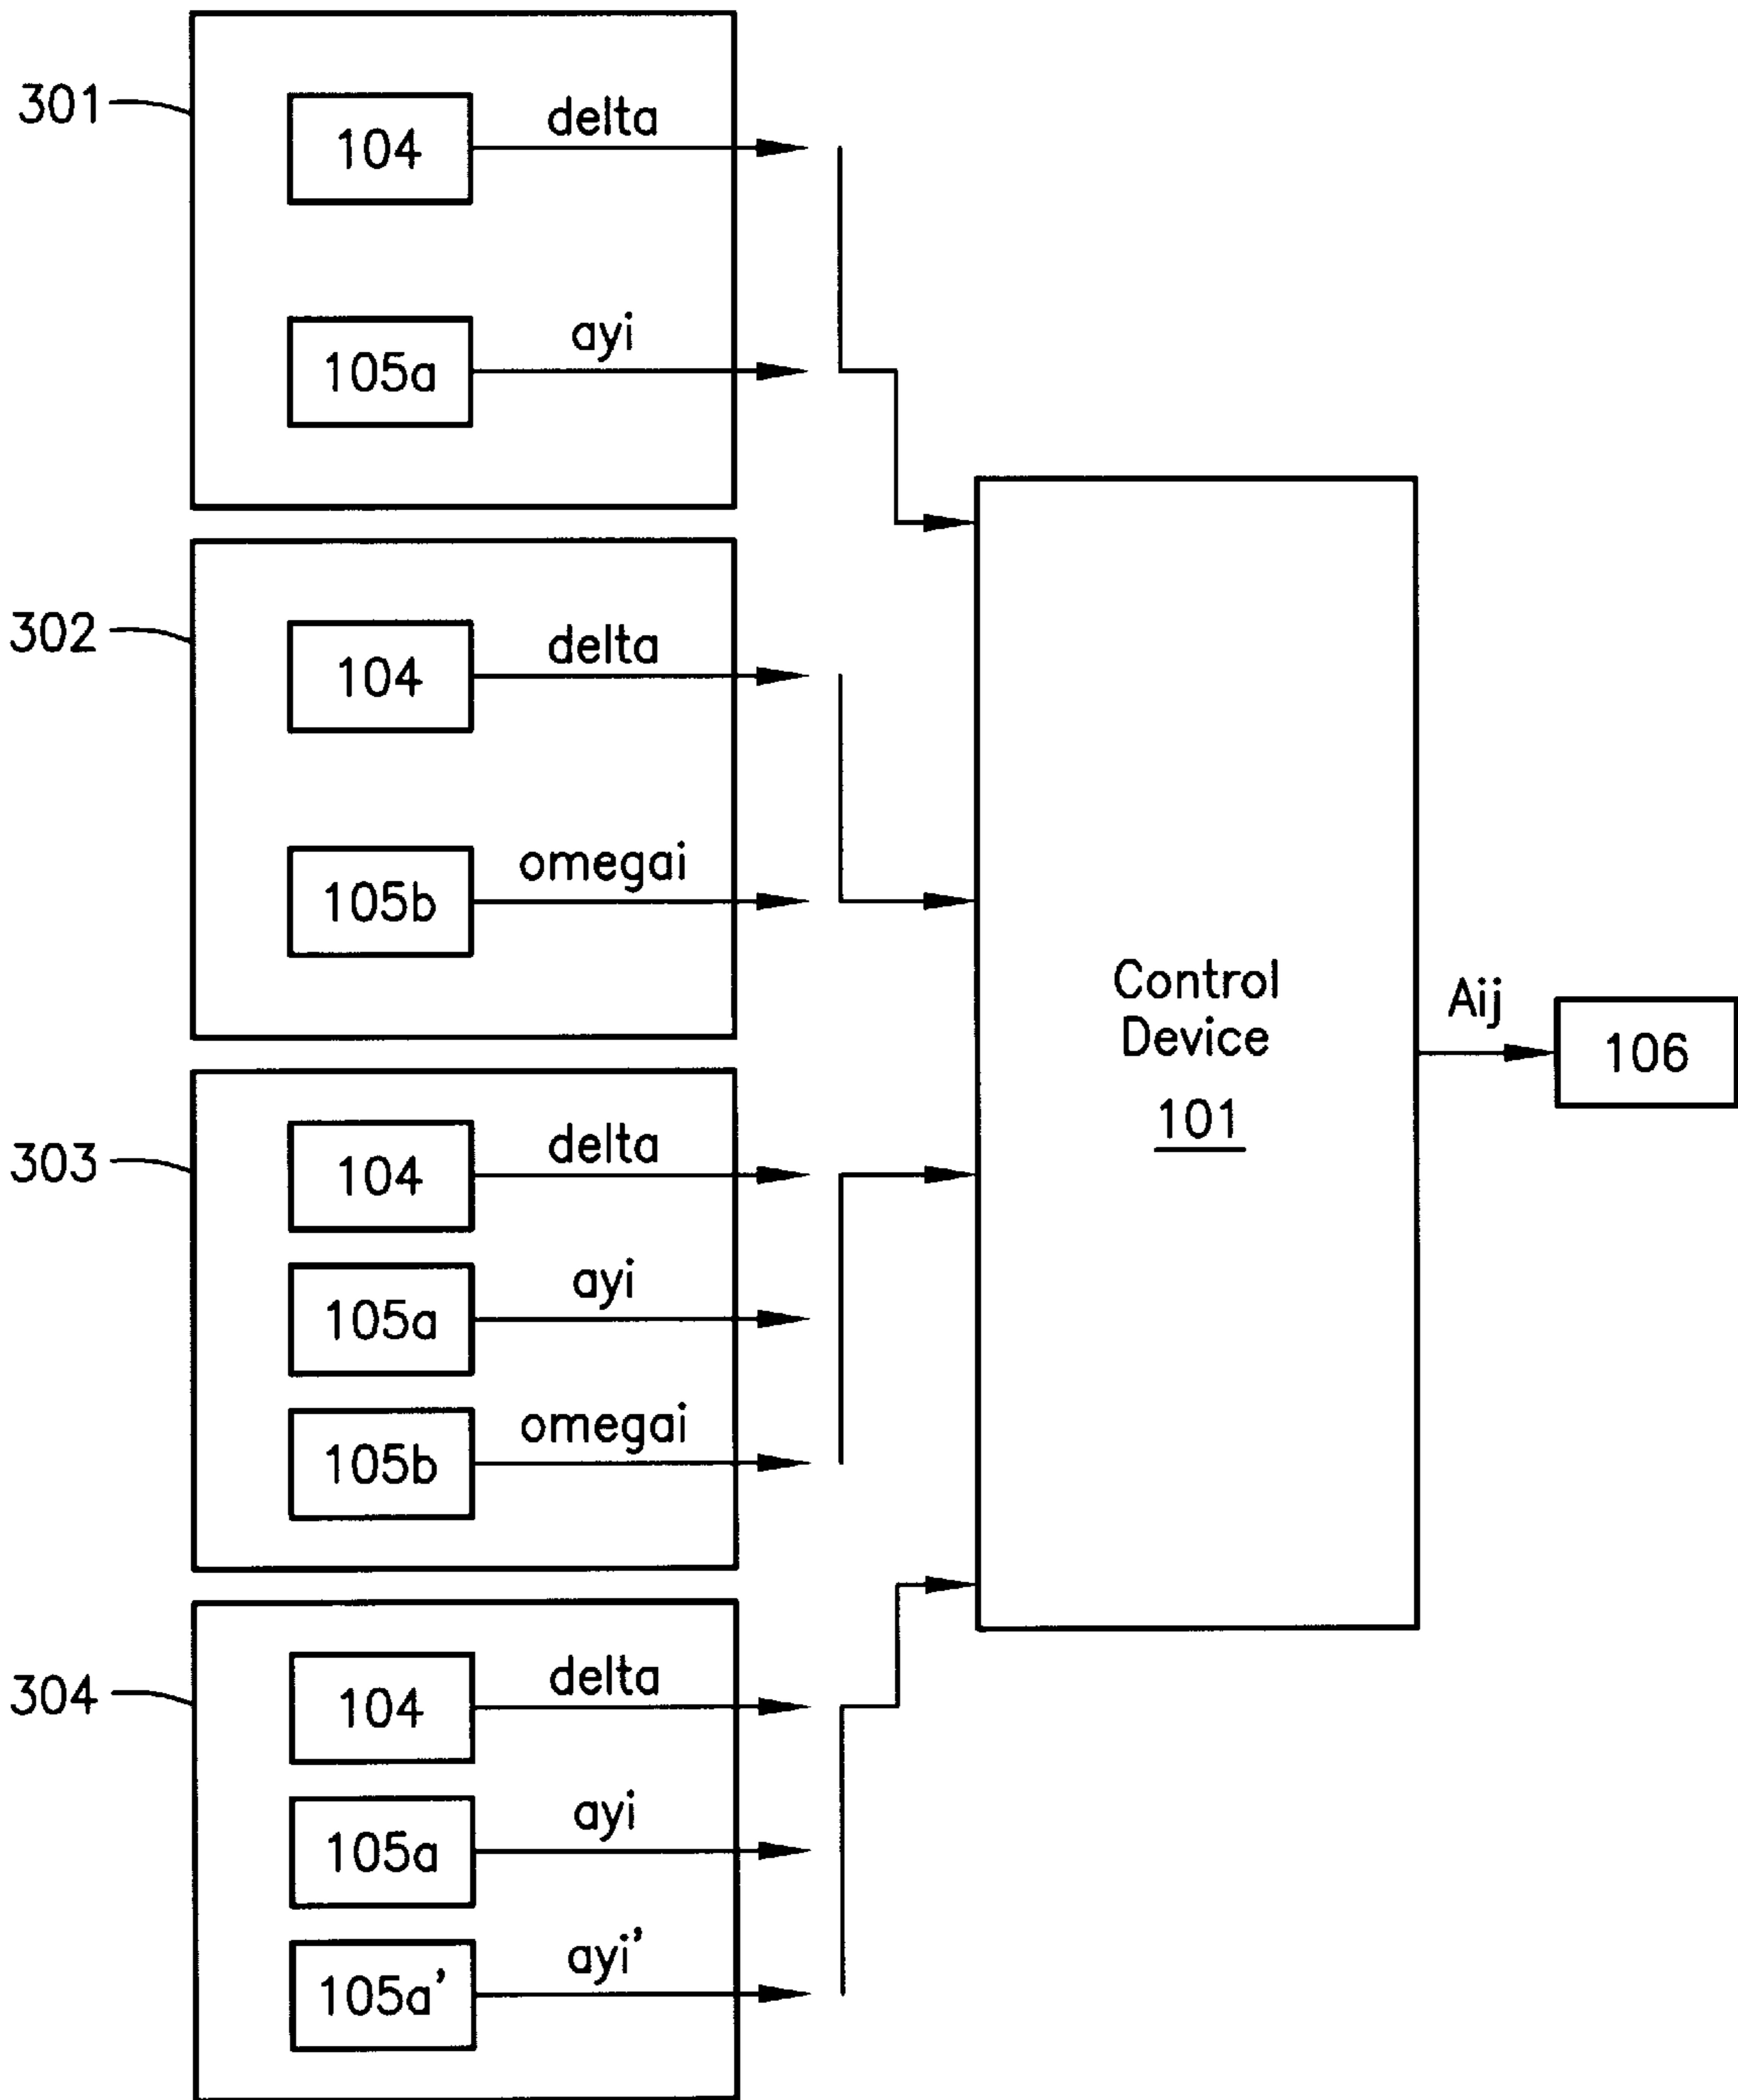 301
104
delta
105a
ayi
302
104
delta
105b
omegai
Control
Device
101
Aij
106
303
104
delta
105a
ayi
105b
omegai
304
104
delta
105a
ayi
105a'
ayi'